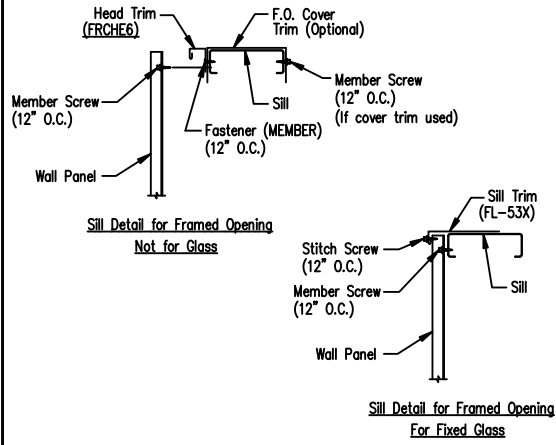 Head Trim
(FRCHE6)
F.O. Cover
Trim (Optional)
Member Screw
(12" O.C.)
Wall Panel
Sill
Fastener (MEMBER)
(12" O.C.)
Member Screw
(12" O.C.)
(If cover trim used)
Sill Detail for Framed Opening
Not for Glass
Sill Trim
(FL-53X)
Stitch Screw
(12" O.C.)
Member Screw
(12" O.C.)
Sill
Wall Panel
Sill Detail for Framed Opening
For Fixed Glass